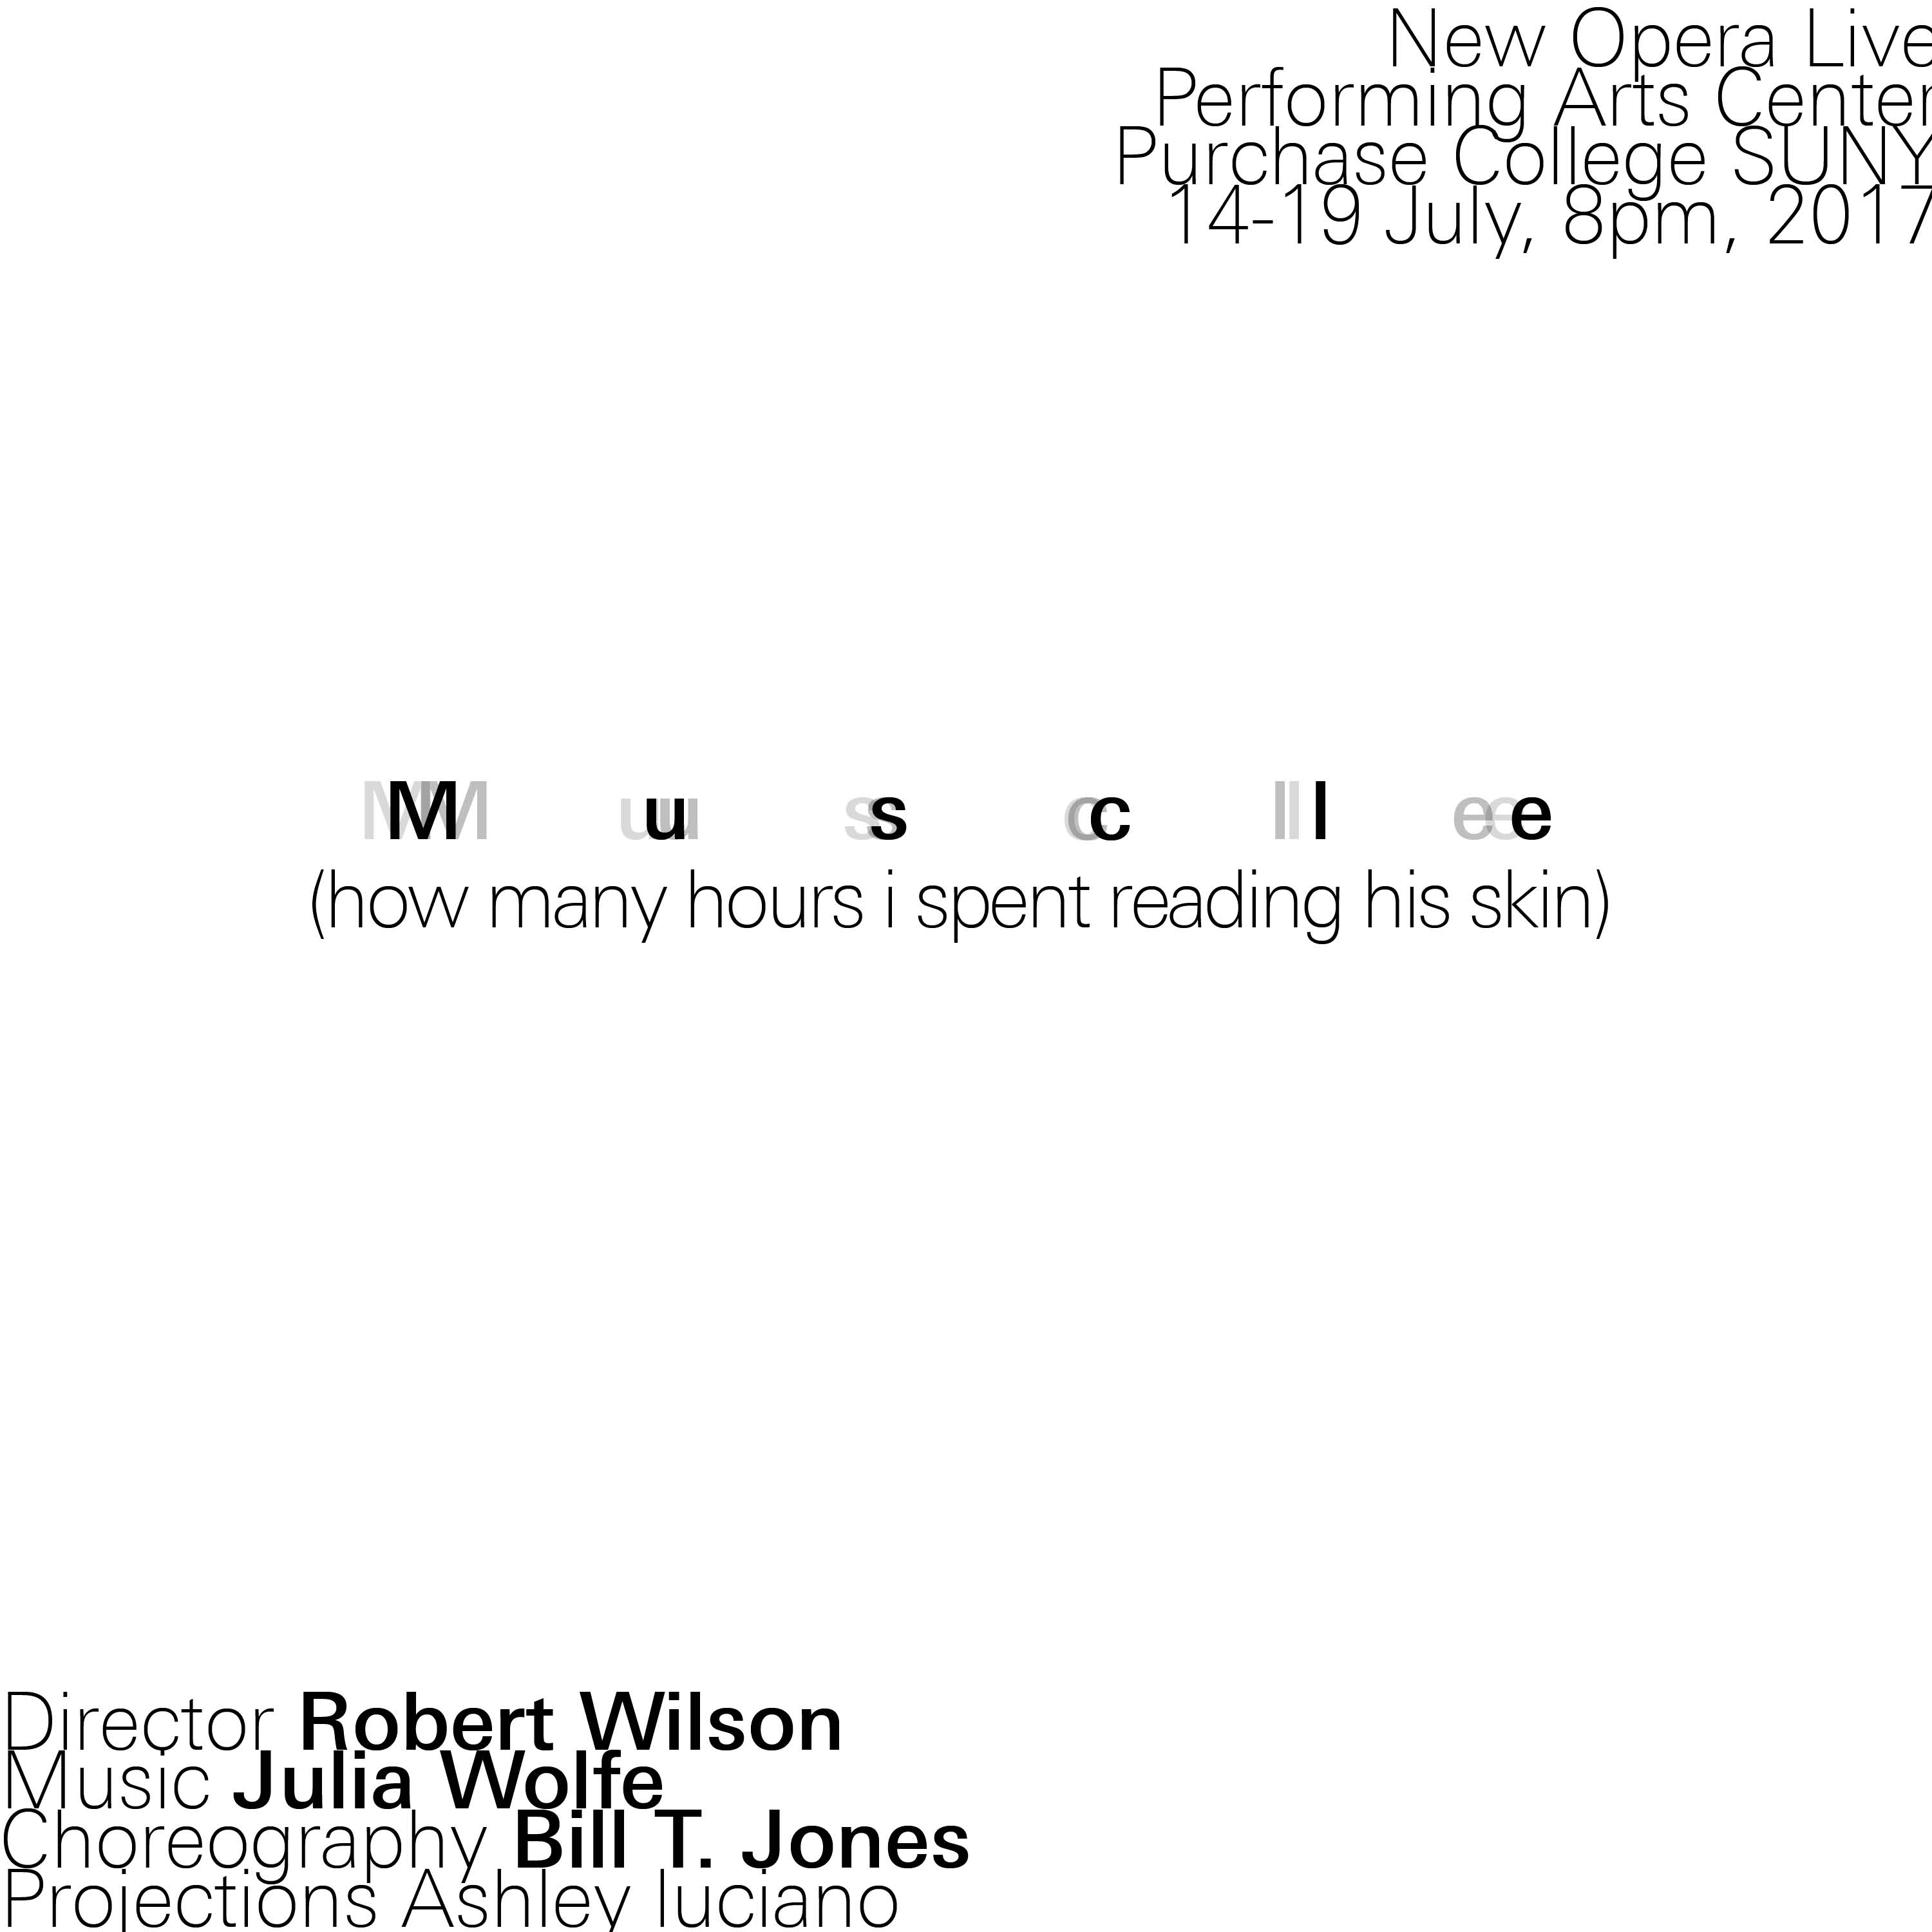 New Opera Live
Performing Arts Center
Purchase College SUNY
14-19 July, 8pm, 2017
Muscle
(how many hours i spent reading his skin)
Director Robert Wilson
Music Julia Wolfe
Choreography Bill T. Jones
Projections Ashley luciano